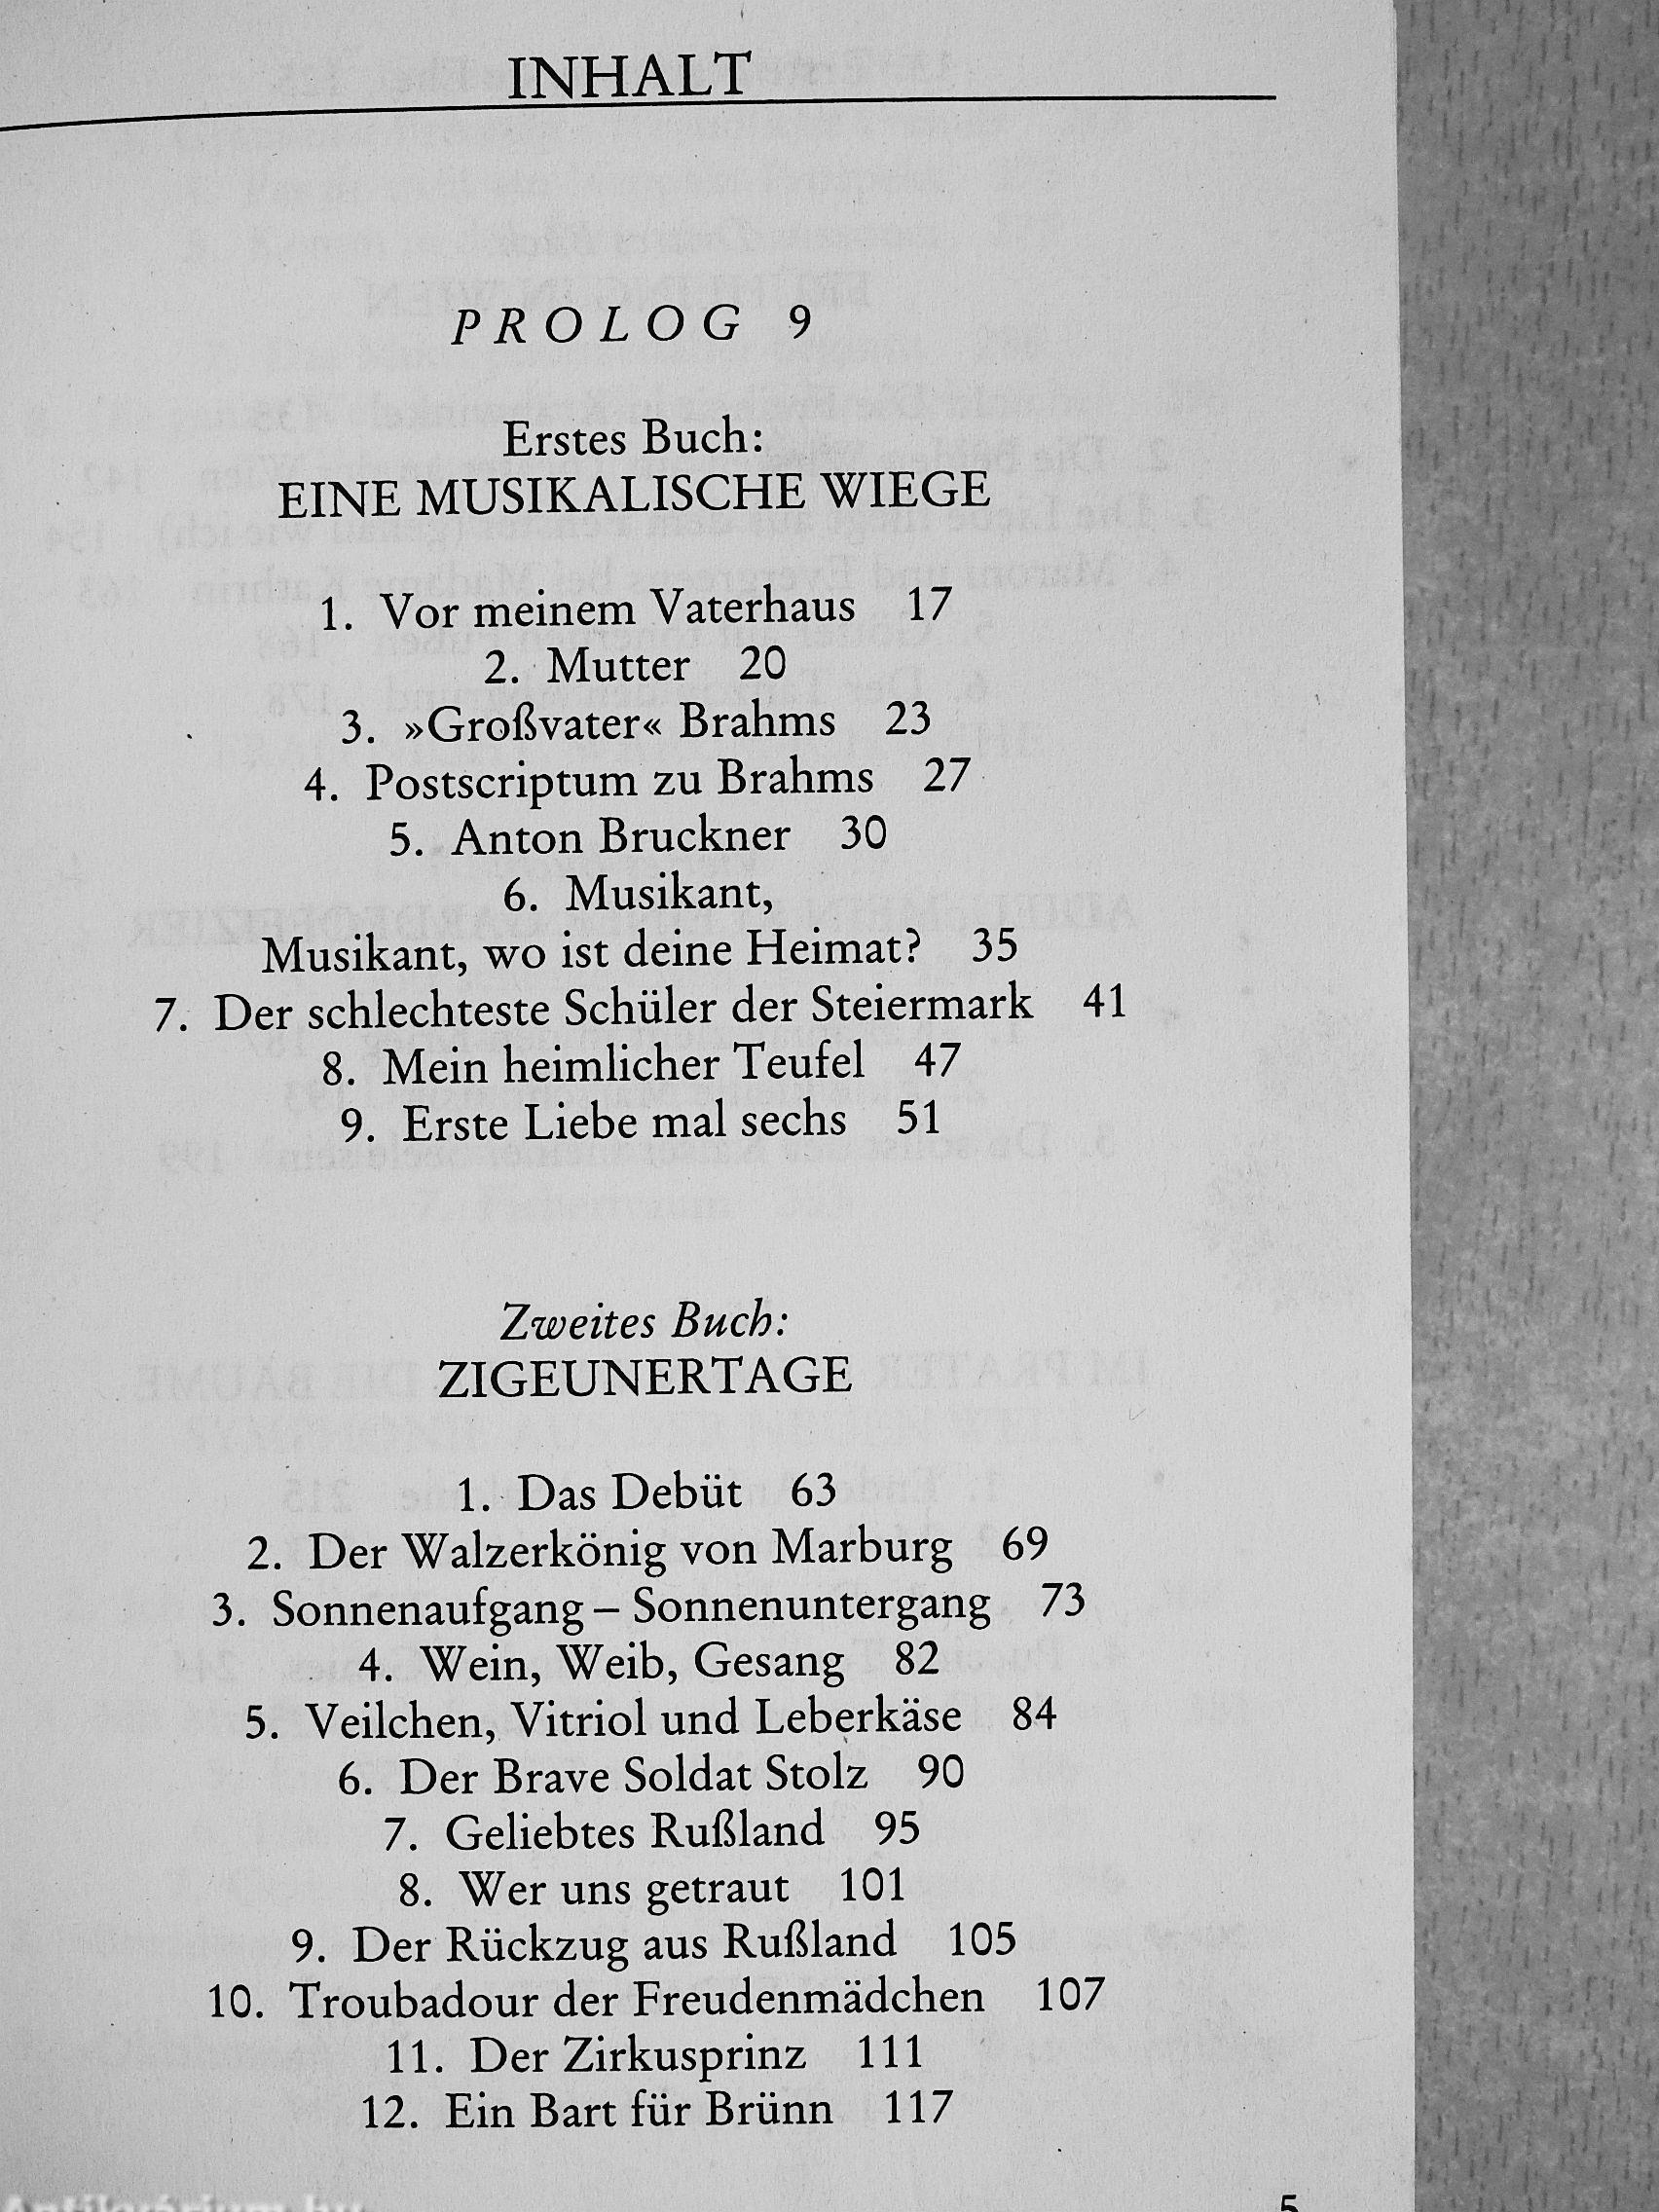 INHALT
PROLOG 9
Erstes Buch:
EINE MUSIKALISCHE WIEGE
1. Vor meinem Vaterhaus 17
2. Mutter 20
3. »Großvater« Brahms 23
4. Postscriptum zu Brahms 27
5. Anton Bruckner 30
6. Musikant,
Musikant, wo ist deine Heimat? 35
7. Der schlechteste Schüler der Steiermark 41
8. Mein heimlicher Teufel 47
9. Erste Liebe mal sechs 51
Zweites Buch:
ZIGEUNERTAGE
1. Das Debüt 63
2. Der Walzerkönig von Marburg 69
3. Sonnenaufgang – Sonnenuntergang 73
4. Wein, Weib, Gesang 82
5. Veilchen, Vitriol und Leberkäse 84
6. Der Brave Soldat Stolz 90
7. Geliebtes Rußland 95
8. Wer uns getraut 101
9. Der Rückzug aus Rußland 105
10. Troubadour der Freudenmädchen 107
11. Der Zirkusprinz 111
12. Ein Bart für Brünn 117
5